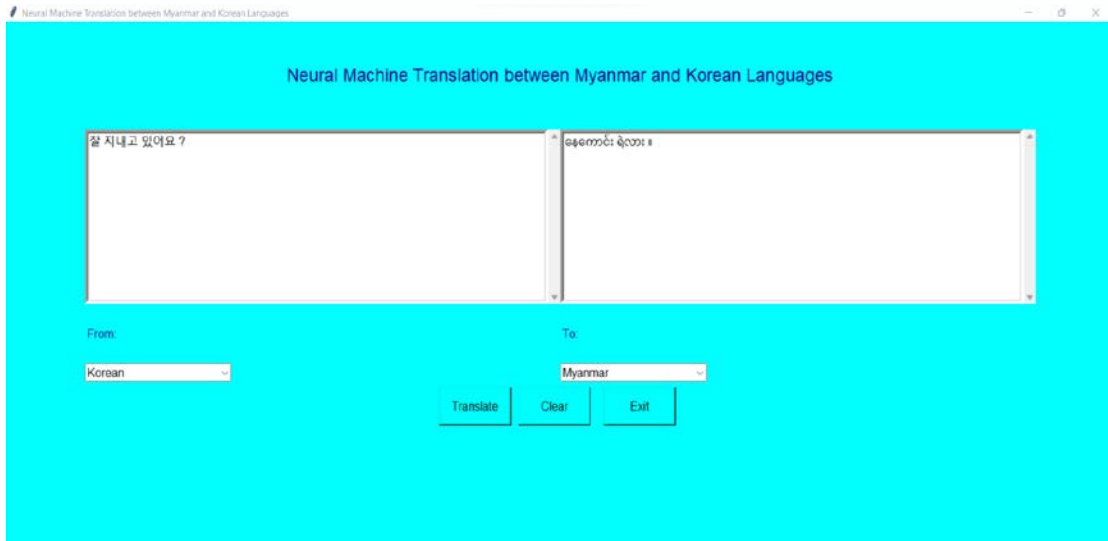 Neural Machine Translation between Myanmar and Korean Languages
Neural Machine Translation between Myanmar and Korean Languages
잘 지내고 있어요 ?
နေကောင်း ရဲလား ။
From:
To:
Korean
Myanmar
Translate
Clear
Exit